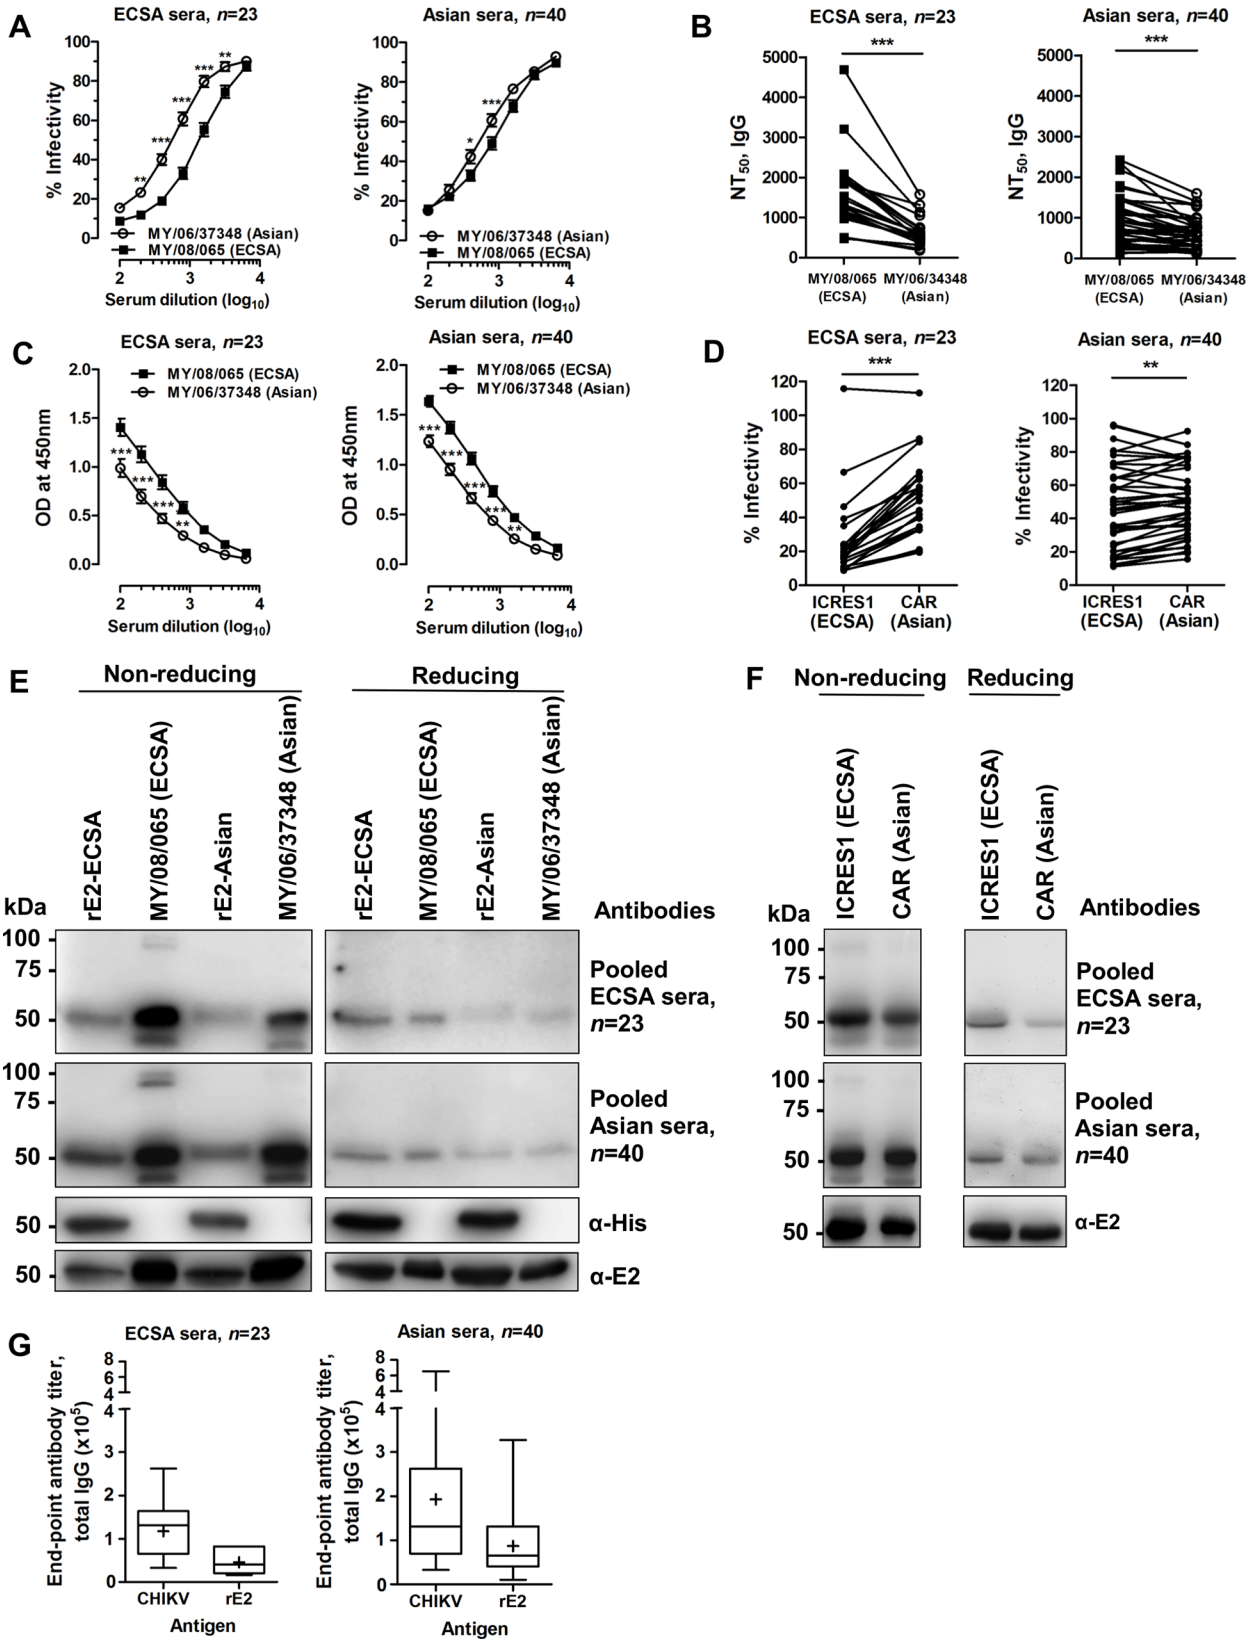 A
ECSA sera, n=23
% Infectivity
100
80
60
40
20
0
**
***
***
***
**
MY/06/37348 (Asian)
MY/08/065 (ECSA)
2 3 4
Serum dilution (log10)
Asian sera, n=40
% Infectivity
100
80
60
40
20
0
*
***
MY/06/37348 (Asian)
MY/08/065 (ECSA)
2 3 4
Serum dilution (log10)
B
ECSA sera, n=23
***
NT50, IgG
5000
4000
3000
2000
1000
0
MY/08/065 MY/06/34348
(ECSA) (Asian)
Asian sera, n=40
***
NT50, IgG
5000
4000
3000
2000
1000
0
MY/08/065 MY/06/34348
(ECSA) (Asian)
C
ECSA sera, n=23
MY/08/065 (ECSA)
MY/06/37348 (Asian)
OD at 450nm
2.0
1.5
1.0
0.5
0.0
***
***
***
**
2 3 4
Serum dilution (log10)
Asian sera, n=40
MY/08/065 (ECSA)
MY/06/37348 (Asian)
OD at 450nm
2.0
1.5
1.0
0.5
0.0
***
***
***
***
**
2 3 4
Serum dilution (log10)
D
ECSA sera, n=23
***
% Infectivity
120
100
80
60
40
20
0
ICRES1 CAR
(ECSA) (Asian)
Asian sera, n=40
**
% Infectivity
120
100
80
60
40
20
0
ICRES1 CAR
(ECSA) (Asian)
E
Non-reducing
Reducing
rE2-ECSA
MY/08/065 (ECSA)
rE2-Asian
MY/06/37348 (Asian)
rE2-ECSA
MY/08/065 (ECSA)
rE2-Asian
MY/06/37348 (Asian)
kDa
Antibodies
100
75
50
Pooled
ECSA sera,
n=23
100
75
50
Pooled
Asian sera,
n=40
50
α-His
50
α-E2
F
Non-reducing
Reducing
ICRES1 (ECSA)
CAR (Asian)
ICRES1 (ECSA)
CAR (Asian)
kDa
Antibodies
100
75
50
Pooled
ECSA sera,
n=23
100
75
50
Pooled
Asian sera,
n=40
50
α-E2
G
ECSA sera, n=23
End-point antibody titer,
total IgG (x10^5)
8
6
4
4
3
2
1
0
CHIKV rE2
Antigen
Asian sera, n=40
End-point antibody titer,
total IgG (x10^5)
8
6
4
4
3
2
1
0
CHIKV rE2
Antigen